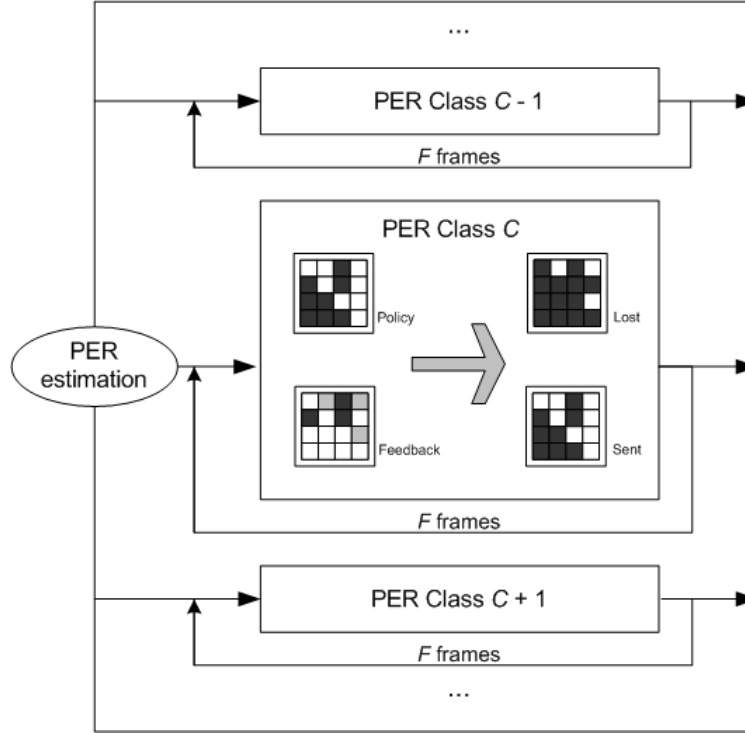 ...
PER Class C - 1
F frames
PER Class C
Policy
Lost
PER
estimation
Feedback
Sent
F frames
PER Class C + 1
F frames
...